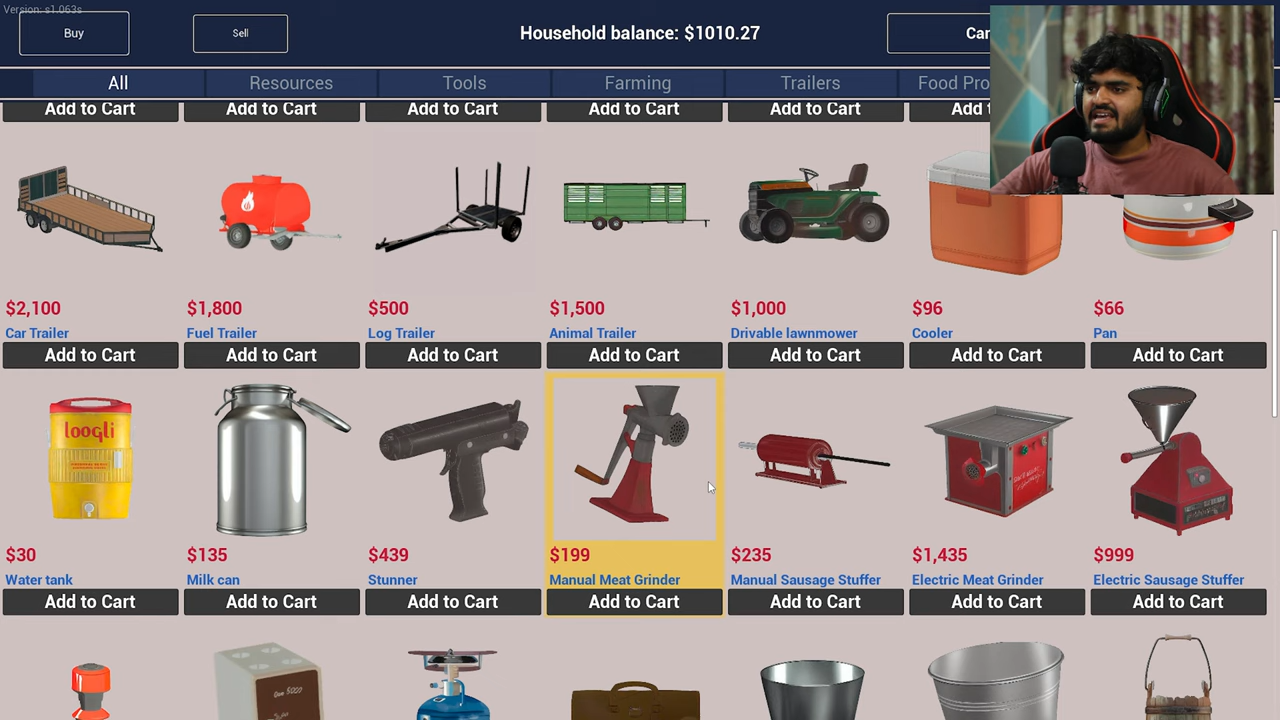 Version: s1.063s
Buy
Sell
Household balance: $1010.27
Car
All
Resources
Tools
Farming
Trailers
Food Pro
Add to Cart
Add to Cart
Add to Cart
Add to Cart
Add to Cart
Add t
$2,100
$1,800
$500
$1,500
$1,000
$96
$66
Car Trailer
Fuel Trailer
Log Trailer
Animal Trailer
Drivable lawnmower
Cooler
Pan
Add to Cart
Add to Cart
Add to Cart
Add to Cart
Add to Cart
Add to Cart
Add to Cart
loogli
$30
$135
$439
$199
$235
$1,435
$999
Water tank
Milk can
Stunner
Manual Meat Grinder
Manual Sausage Stuffer
Electric Meat Grinder
Electric Sausage Stuffer
Add to Cart
Add to Cart
Add to Cart
Add to Cart
Add to Cart
Add to Cart
Add to Cart